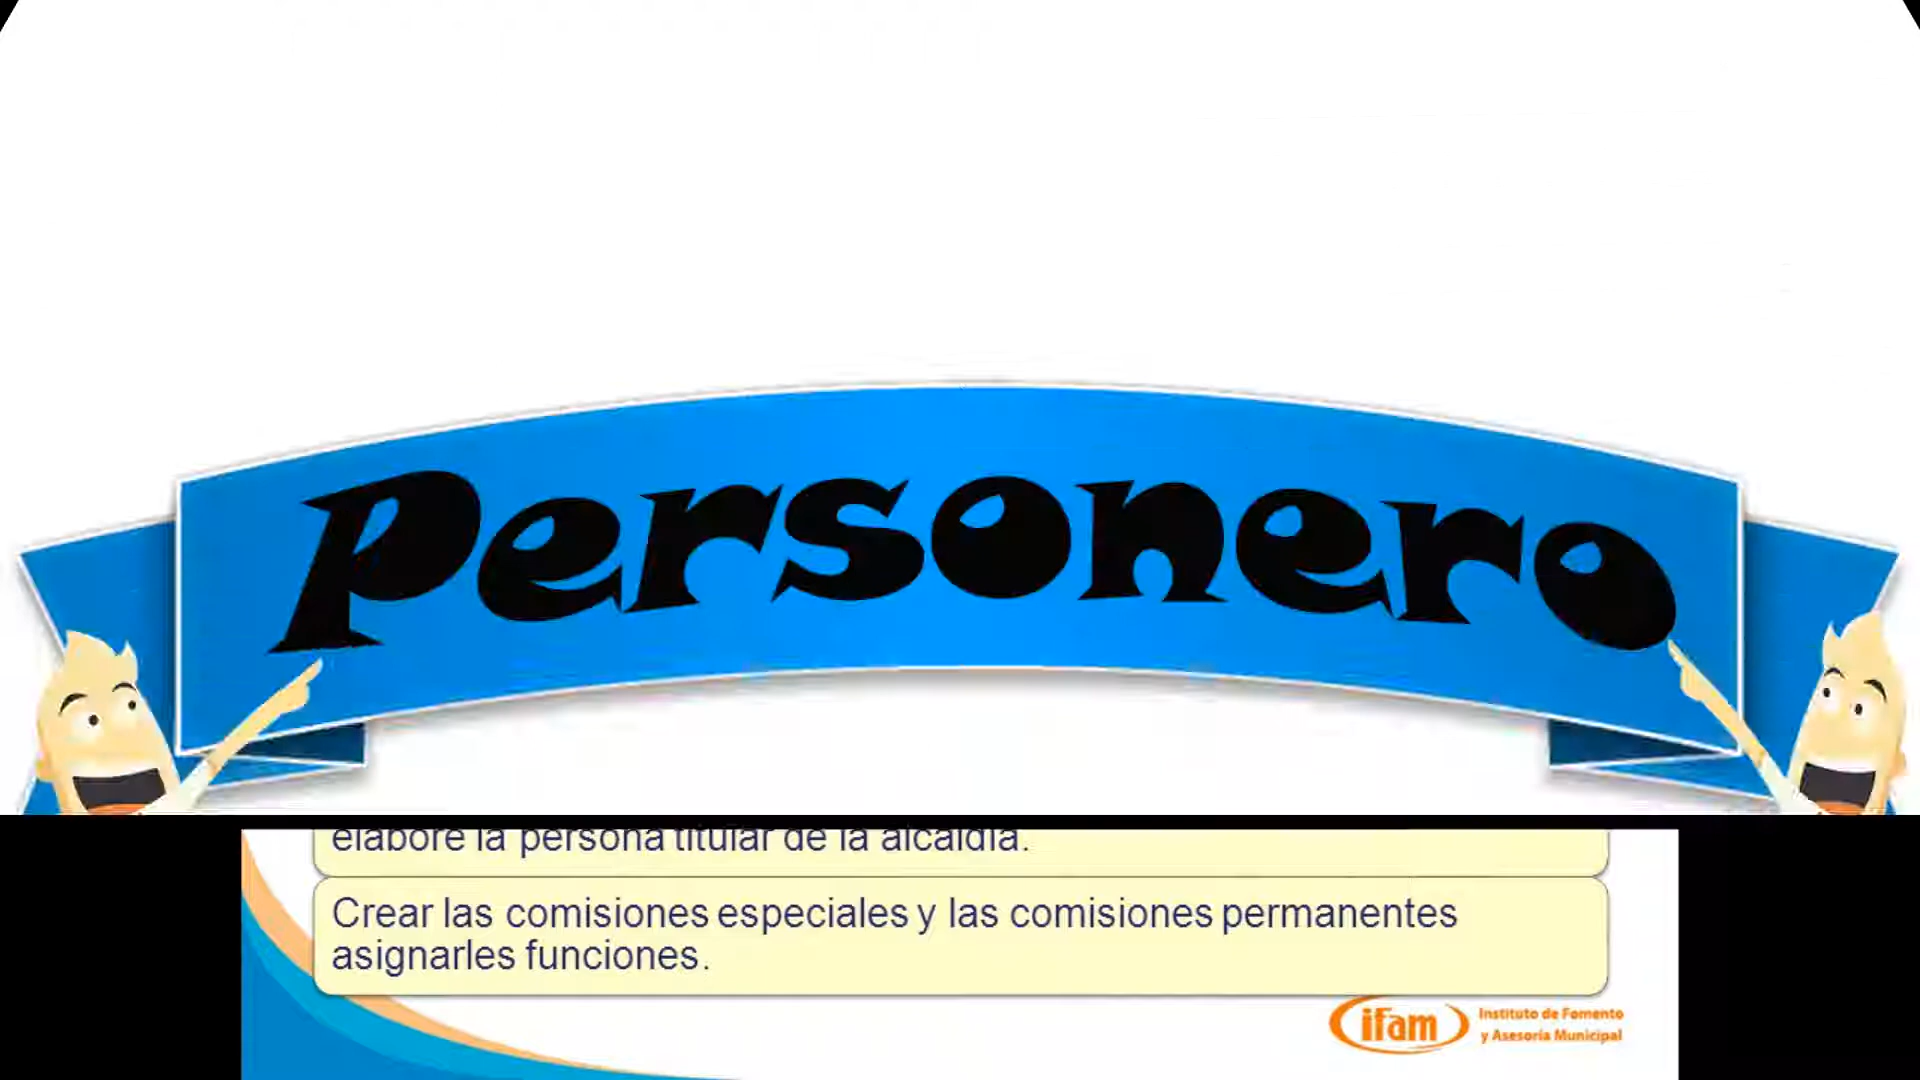 Personero
elabore la persona titular de la alcaldía.
Crear las comisiones especiales y las comisiones permanentes
asignarles funciones.
ifam
Instituto de Fomento
y Asesoría Municipal